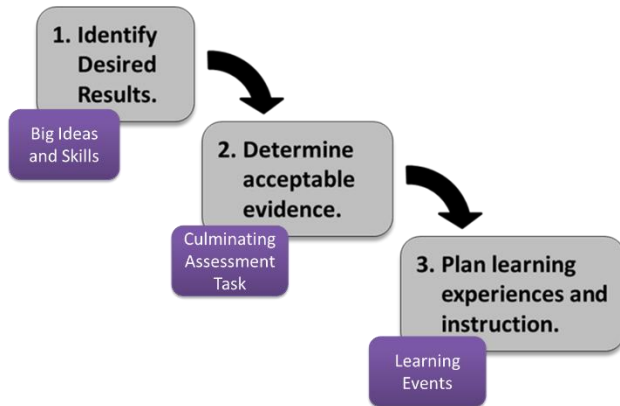 1. Identify
Desired
Results.
Big Ideas
and Skills
2. Determine
acceptable
evidence.
Culminating
Assessment
Task
3. Plan learning
experiences and
instruction.
Learning
Events